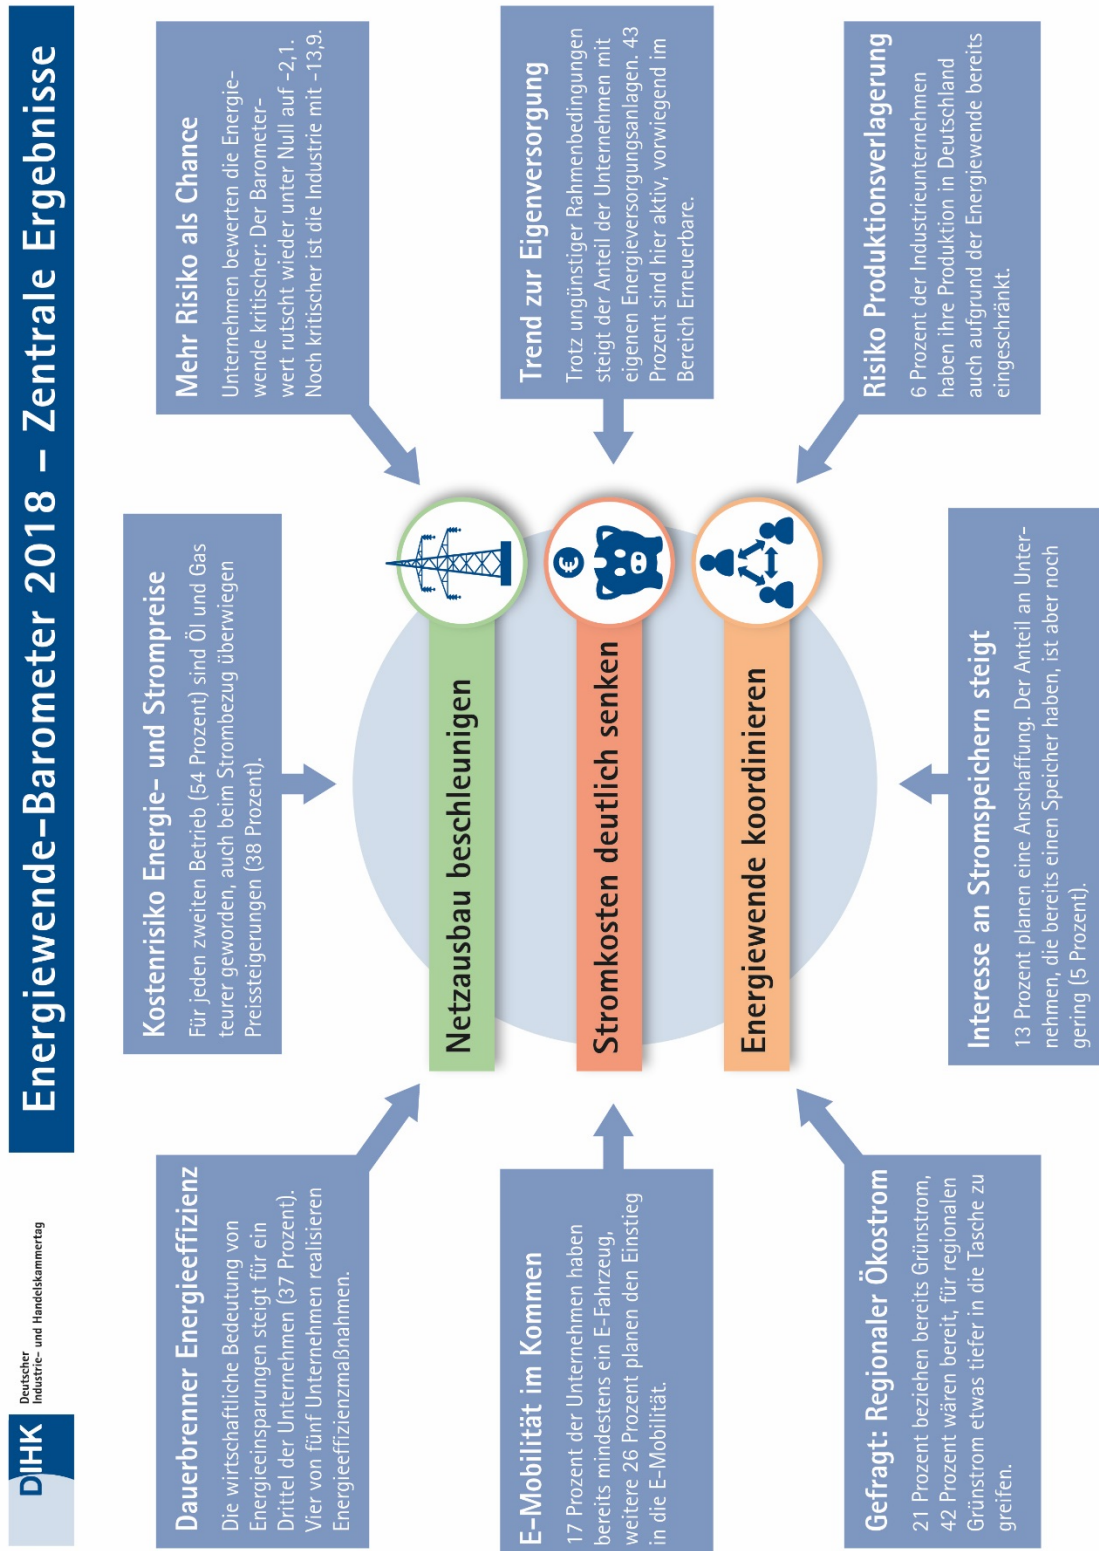 DIHK
Deutscher
Industrie- und Handelskammertag
Energiewende-Barometer 2018 – Zentrale Ergebnisse
Dauerbrenner Energieeffizienz
Die wirtschaftliche Bedeutung von
Energieeinsparungen steigt für ein
Drittel der Unternehmen (37 Prozent).
Vier von fünf Unternehmen realisieren
Energieeffizienzmaßnahmen.
Kostenrisiko Energie- und Strompreise
Für jeden zweiten Betrieb (54 Prozent) sind Öl und Gas
teurer geworden, auch beim Strombezug überwiegen
Preissteigerungen (38 Prozent).
Mehr Risiko als Chance
Unternehmen bewerten die Energie-
wende kritischer: Der Barometer-
wert rutscht wieder unter Null auf -2,1.
Noch kritischer ist die Industrie mit -13,9.
E-Mobilität im Kommen
17 Prozent der Unternehmen haben
bereits mindestens ein E-Fahrzeug,
weitere 26 Prozent planen den Einstieg
in die E-Mobilität.
Netzausbau beschleunigen
Stromkosten deutlich senken
€
Energiewende koordinieren
Trend zur Eigenversorgung
Trotz ungünstiger Rahmenbedingungen
steigt der Anteil der Unternehmen mit
eigenen Energieversorgungsanlagen. 43
Prozent sind hier aktiv, vorwiegend im
Bereich Erneuerbare.
Gefragt: Regionaler Ökostrom
21 Prozent beziehen bereits Grünstrom,
42 Prozent wären bereit, für regionalen
Grünstrom etwas tiefer in die Tasche zu
greifen.
Interesse an Stromspeichern steigt
13 Prozent planen eine Anschaffung. Der Anteil an Unter-
nehmen, die bereits einen Speicher haben, ist aber noch
gering (5 Prozent).
Risiko Produktionsverlagerung
6 Prozent der Industrieunternehmen
haben ihre Produktion in Deutschland
auch aufgrund der Energiewende bereits
eingeschränkt.